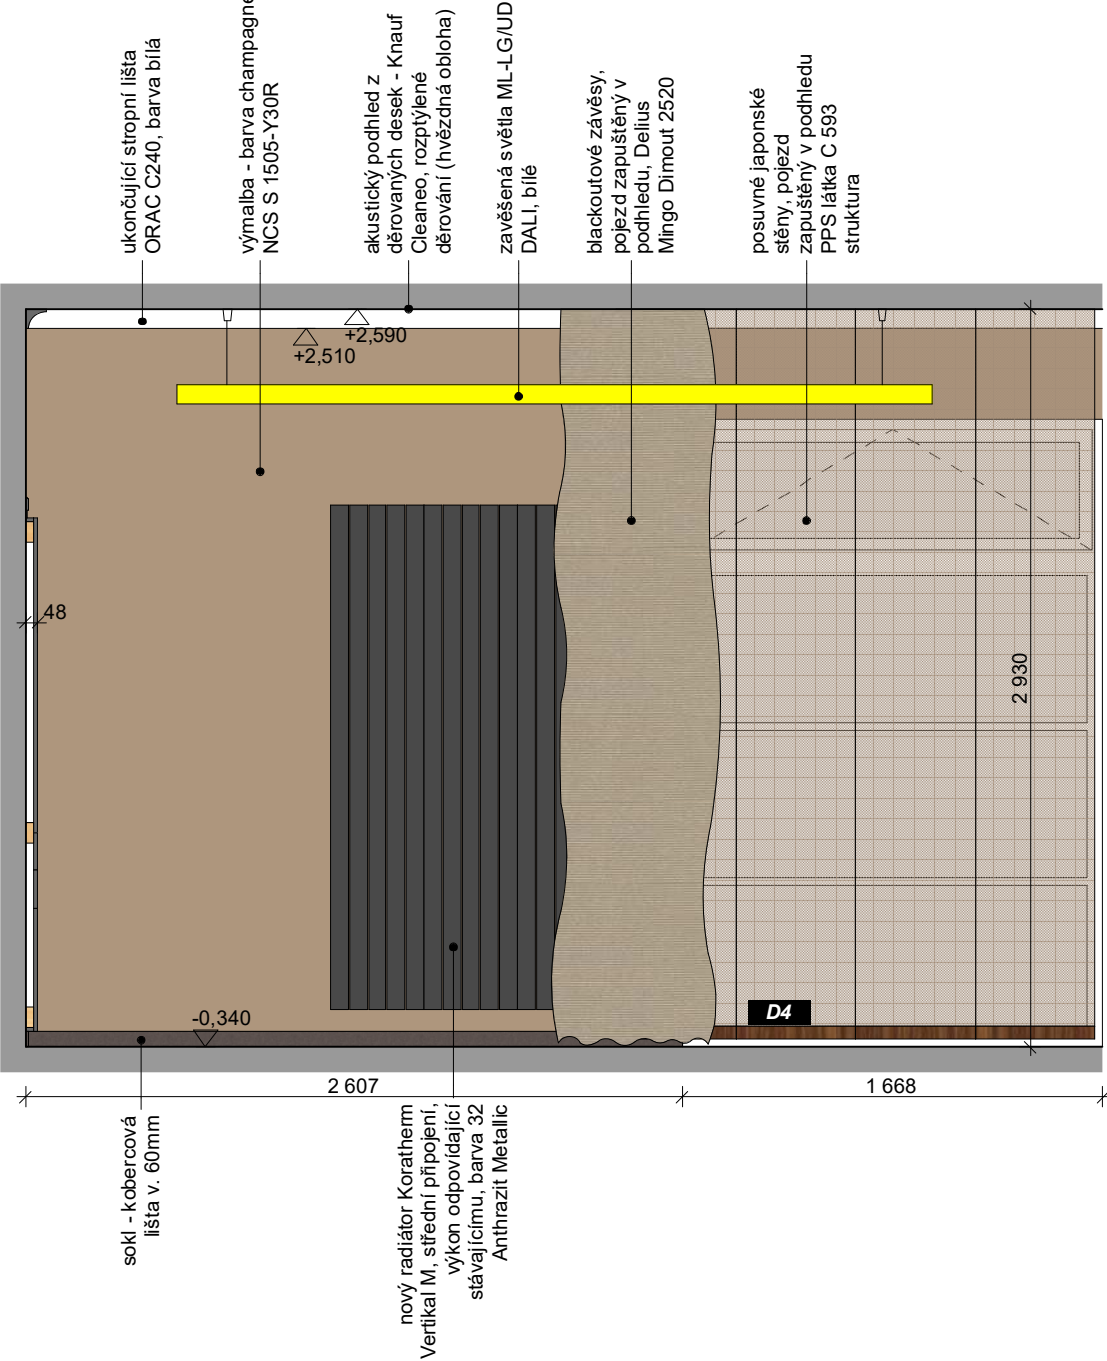 ukončující stropní lišta
ORAC C240, barva bílá
výmalba - barva champagne
NCS S 1505-Y30R
akustický podhled z
děrovaných desek - Knauf
Cleaneo, rozptýlené
děrování (hvězdná obloha)
zavěšená světla ML-LG/UD
DALI, bílé
blackoutové závěsy,
pojezd zapuštěný v
podhledu, Delius
Mingo Dimout 2520
posuvné japonské
stěny, pojezd
zapuštěný v podhledu
PPS látka C 593
struktura
+2,590
+2,510
48
2 930
-0,340
D4
2 607
1 668
sokl - kobercová
lišta v. 60mm
nový radiátor Koratherm
Vertikal M, střední připojení,
výkon odpovídající
stávajícímu, barva 32
Anthrazit Metallic